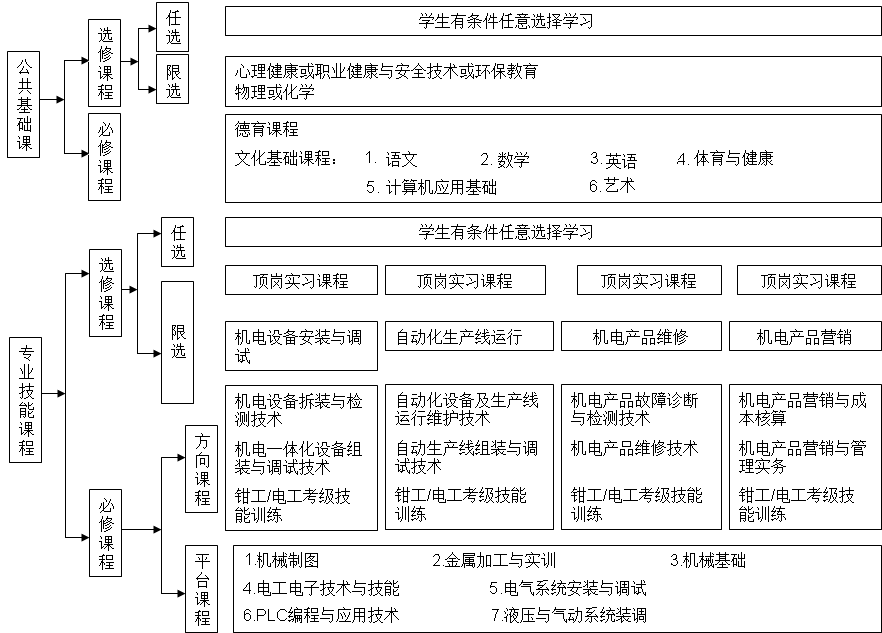 任选
学生有条件任意选择学习
公共基础课
选修课程
限选
心理健康或职业健康与安全技术或环保教育
物理或化学
必修课程
德育课程
文化基础课程： 1. 语文 2. 数学 3. 英语 4. 体育与健康
5. 计算机应用基础 6.艺术
专业技能课程
选修课程
任选
学生有条件任意选择学习
限选
顶岗实习课程 顶岗实习课程 顶岗实习课程 顶岗实习课程
机电设备安装与调
试
自动化生产线运行
机电产品维修
机电产品营销
必修课程
方向课程
机电设备拆装与检
测技术
机电一体化设备组
装与调试技术
钳工/电工考级技
能训练
自动化设备及生产线
运行维护技术
自动生产线组装与调
试技术
钳工/电工考级技能
训练
机电产品故障诊断
与检测技术
机电产品维修技术
钳工/电工考级技能
训练
机电产品营销与成
本核算
机电产品营销与管
理实务
钳工/电工考级技
能训练
平台课程
1.机械制图 2.金属加工与实训 3.机械基础
4.电工电子技术与技能 5.电气系统安装与调试
6.PLC编程与应用技术 7.液压与气动系统装调